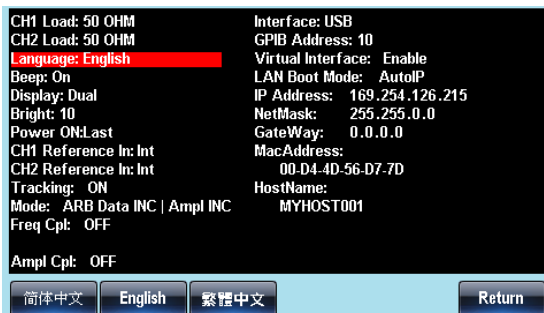 CH1 Load: 50 OHM
CH2 Load: 50 OHM
Language: English
Beep: On
Display: Dual
Bright: 10
Power ON:Last
CH1 Reference In: Int
CH2 Reference In: Int
Tracking: ON
Mode: ARB Data INC | Ampl INC
Freq Cpl: OFF
Ampl Cpl: OFF
Interface: USB
GPIB Address: 10
Virtual Interface: Enable
LAN Boot Mode: AutoIP
IP Address: 169.254.126.215
NetMask: 255.255.0.0
GateWay: 0.0.0.0
MacAddress:
00-D4-4D-56-D7-7D
HostName:
MYHOST001
简体中文 English 繁體中文 Return